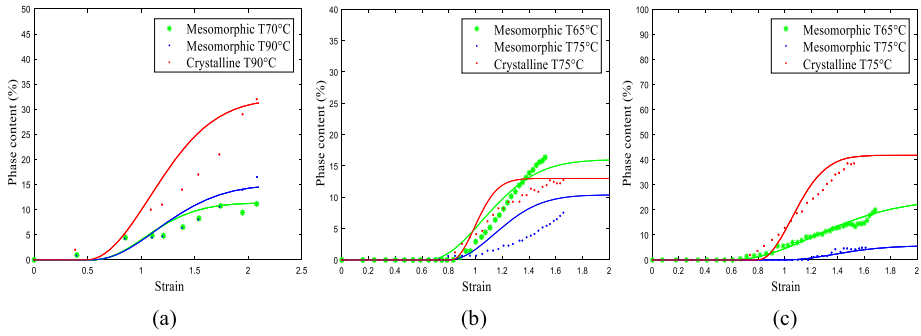 50
45
40
35
30
25
20
15
10
5
0
Phase content (%)
0 0.5 1 1.5 2 2.5
Strain
Mesomorphic T70°C
Mesomorphic T90°C
Crystalline T90°C
(a)
40
35
30
25
20
15
10
5
0
Phase content (%)
0 0.2 0.4 0.6 0.8 1 1.2 1.4 1.6 1.8 2
Strain
Mesomorphic T65°C
Mesomorphic T75°C
Crystalline T75°C
(b)
100
90
80
70
60
50
40
30
20
10
0
Phase content (%)
0 0.2 0.4 0.6 0.8 1 1.2 1.4 1.6 1.8 2
Strain
Mesomorphic T65°C
Mesomorphic T75°C
Crystalline T75°C
(c)